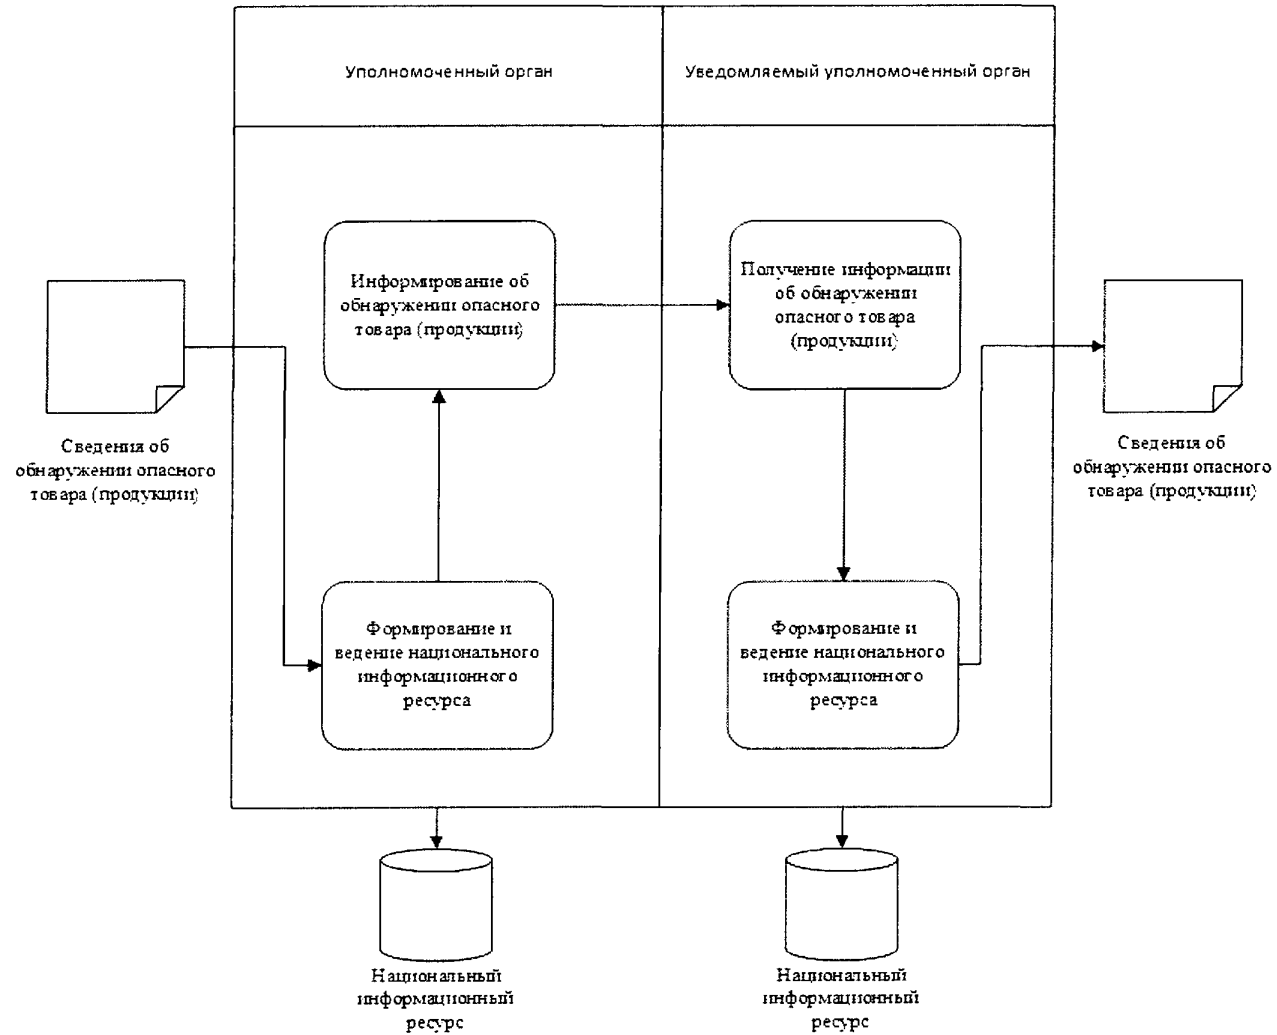 Уполномоченный орган
Уведомляемый уполномоченный орган
Информирование об
обнаружении опасного
товара (продукции)
Получение информации
об обнаружении
опасного товара
(продукции)
Сведения об
обнаружении опасного
товара (продукции)
Сведения об
обнаружении опасного
товара (продукции)
Формирование и
ведение национального
информационного
ресурса
Формирование и
ведение национального
информационного
ресурса
Национальный
информационный
ресурс
Национальный
информационный
ресурс